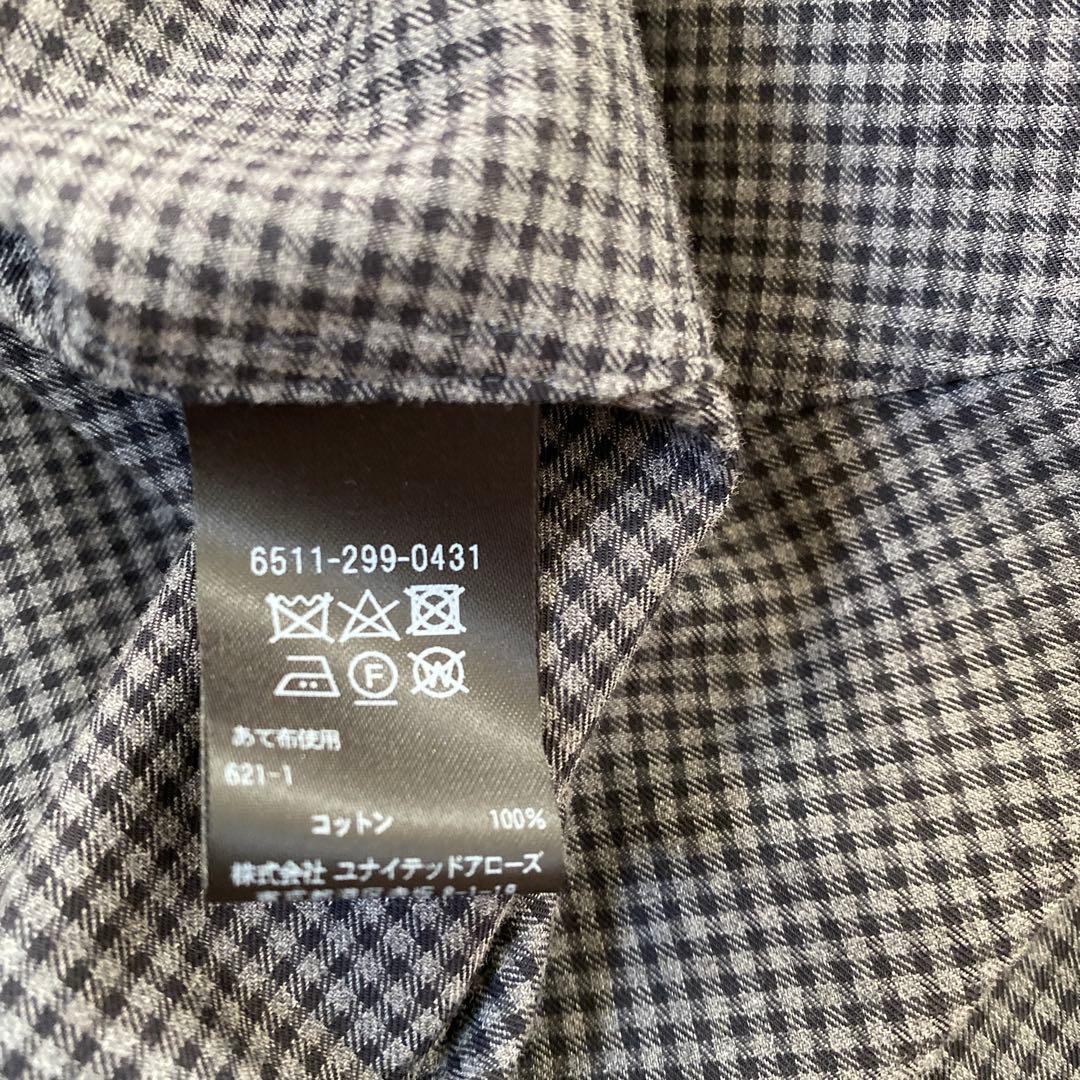 6511-299-0431
F W
あて布使用
621-1
コットン 100%
株式会社 ユナイテッドアローズ